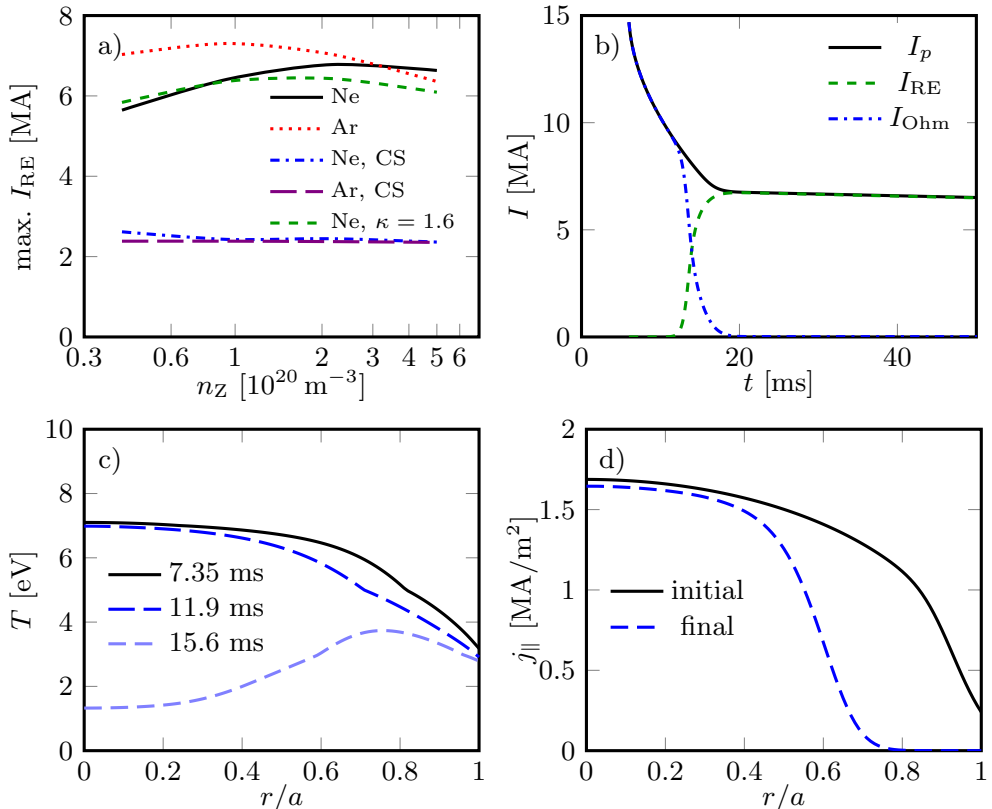 a)
max. I_RE [MA]
8
6
4
2
0
Ne
Ar
Ne, CS
Ar, CS
Ne, κ = 1.6
0.3 0.6 1 2 3 4 5 6
n_Z [10^20 m^−3]
b)
I [MA]
15
10
5
0
I_p
I_RE
I_Ohm
0 20 40
t [ms]
c)
T [eV]
10
8
6
4
2
0
7.35 ms
11.9 ms
15.6 ms
0 0.2 0.4 0.6 0.8 1
r/a
d)
j_∥ [MA/m^2]
2
1.5
1
0.5
0
initial
final
0 0.2 0.4 0.6 0.8 1
r/a